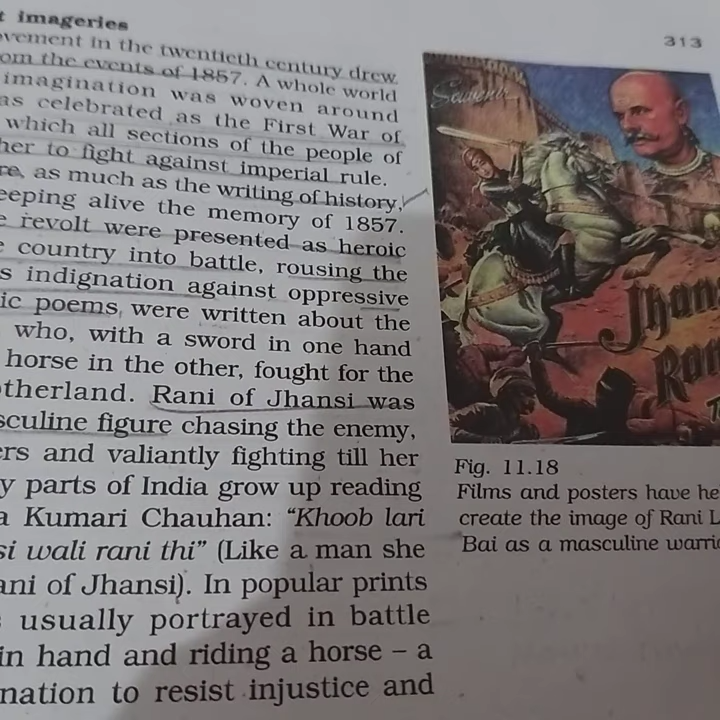 t imageries
313
vement in the twentieth century drew
om the events of 1857. A whole world
imagination was woven around
as celebrated as the First War of
which all sections of the people of
her to fight against imperial rule.
re, as much as the writing of history,
eeping alive the memory of 1857.
e revolt were presented as heroic
e country into battle, rousing the
s indignation against oppressive
ic poems were written about the
who, with a sword in one hand
horse in the other, fought for the
otherland. Rani of Jhansi was
sculine figure chasing the enemy,
ers and valiantly fighting till her
y parts of India grow up reading
a Kumari Chauhan: “Khoob lari
si wali rani thi” (Like a man she
ani of Jhansi). In popular prints
s usually portrayed in battle
in hand and riding a horse – a
nation to resist injustice and
Souvenir
Jhan
Ran
T
Fig. 11.18
Films and posters have he
create the image of Rani L
Bai as a masculine warri